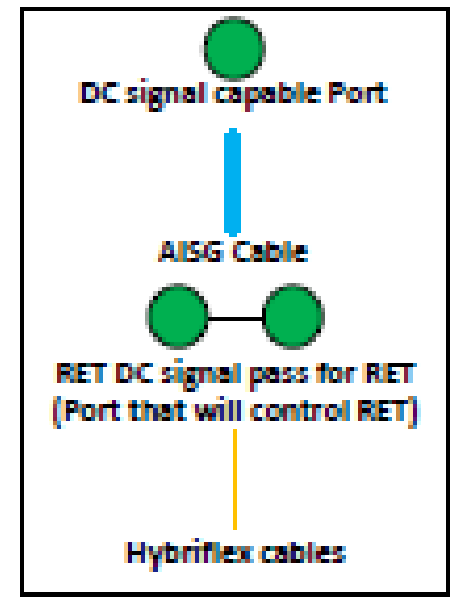 DC signal capable Port
AISG Cable
RET DC signal pass for RET
(Port that will control RET)
Hybriflex cables